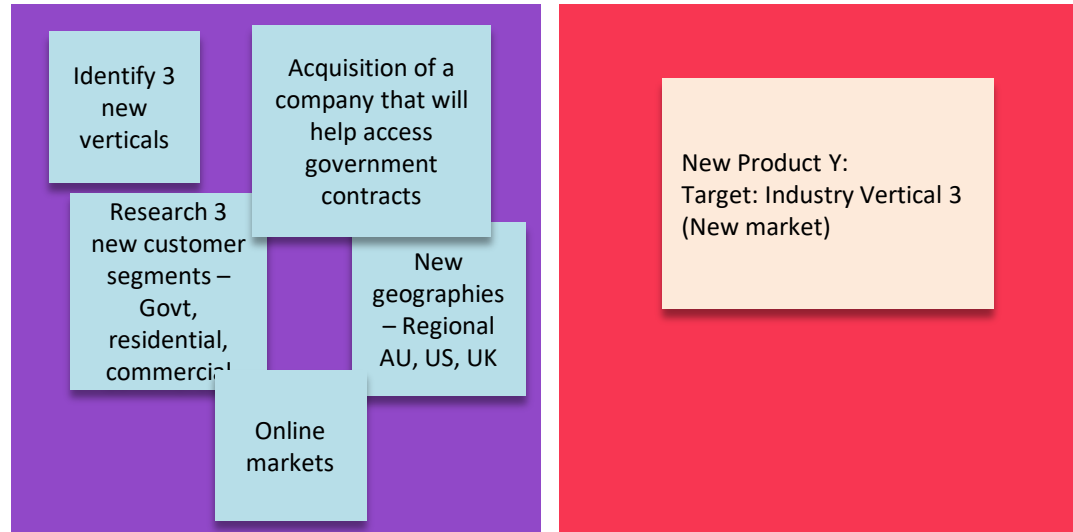 Identify 3
new
verticals
Acquisition of a
company that will
help access
government
contracts
Research 3
new customer
segments –
Govt,
residential,
commercial
New
geographies
– Regional
AU, US, UK
Online
markets
New Product Y:
Target: Industry Vertical 3
(New market)